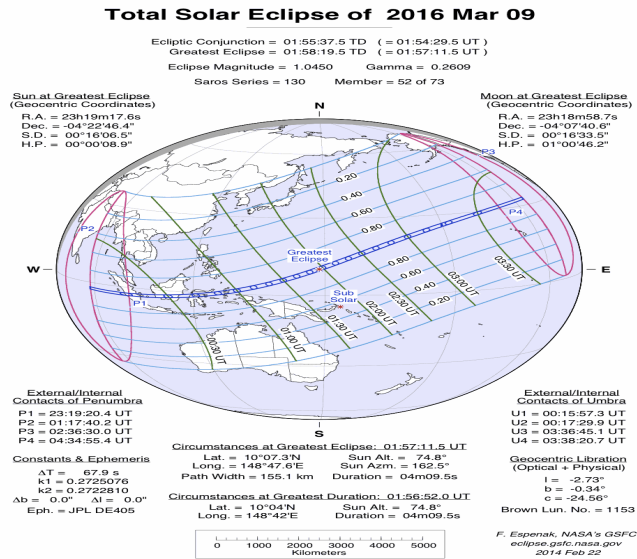 Total Solar Eclipse of 2016 Mar 09
Ecliptic Conjunction = 01:55:37.5 TD ( = 01:54:29.5 UT )
Greatest Eclipse = 01:58:19.5 TD ( = 01:57:11.5 UT )
Eclipse Magnitude = 1.0450 Gamma = 0.2609
Saros Series = 130 Member = 52 of 73
Sun at Greatest Eclipse
(Geocentric Coordinates)
R.A. = 23h19m17.6s
Dec. = -04°22'46.4"
S.D. = 00°16'06.5"
H.P. = 00°00'08.9"
Moon at Greatest Eclipse
(Geocentric Coordinates)
R.A. = 23h18m58.7s
Dec. = -04°07'40.6"
S.D. = 00°16'33.5"
H.P. = 01°00'46.2"
N
P3
0.20
0.40
0.60
0.80
P4
P2
Greatest
Eclipse
W
E
0.80
0.60
0.40
0.20
03:30 UT
03:00 UT
Sub
Solar
P1
02:30 UT
02:00 UT
01:30 UT
01:00 UT
00:30 UT
S
External/Internal
Contacts of Penumbra
P1 = 23:19:20.4 UT
P2 = 01:17:40.2 UT
P3 = 02:36:30.0 UT
P4 = 04:34:55.4 UT
Constants & Ephemeris
ΔT = 67.9 s
k1 = 0.2725076
k2 = 0.2722810
Δb = 0.0" Δl = 0.0"
Eph. = JPL DE405
Circumstances at Greatest Eclipse: 01:57:11.5 UT
Lat. = 10°07.3'N Sun Alt. = 74.8°
Long. = 148°47.6'E Sun Azm. = 162.5°
Path Width = 155.1 km Duration = 04m09.5s
Circumstances at Greatest Duration: 01:56:52.0 UT
Lat. = 10°04'N Sun Alt. = 74.8°
Long. = 148°42'E Duration = 04m09.5s
0 1000 2000 3000 4000 5000
Kilometers
External/Internal
Contacts of Umbra
U1 = 00:15:57.3 UT
U2 = 00:17:29.9 UT
U3 = 03:36:45.1 UT
U4 = 03:38:20.7 UT
Geocentric Libration
(Optical + Physical)
l = -2.73°
b = -0.34°
c = -24.56°
Brown Lun. No. = 1153
F. Espenak, NASA's GSFC
eclipse.gsfc.nasa.gov
2014 Feb 22